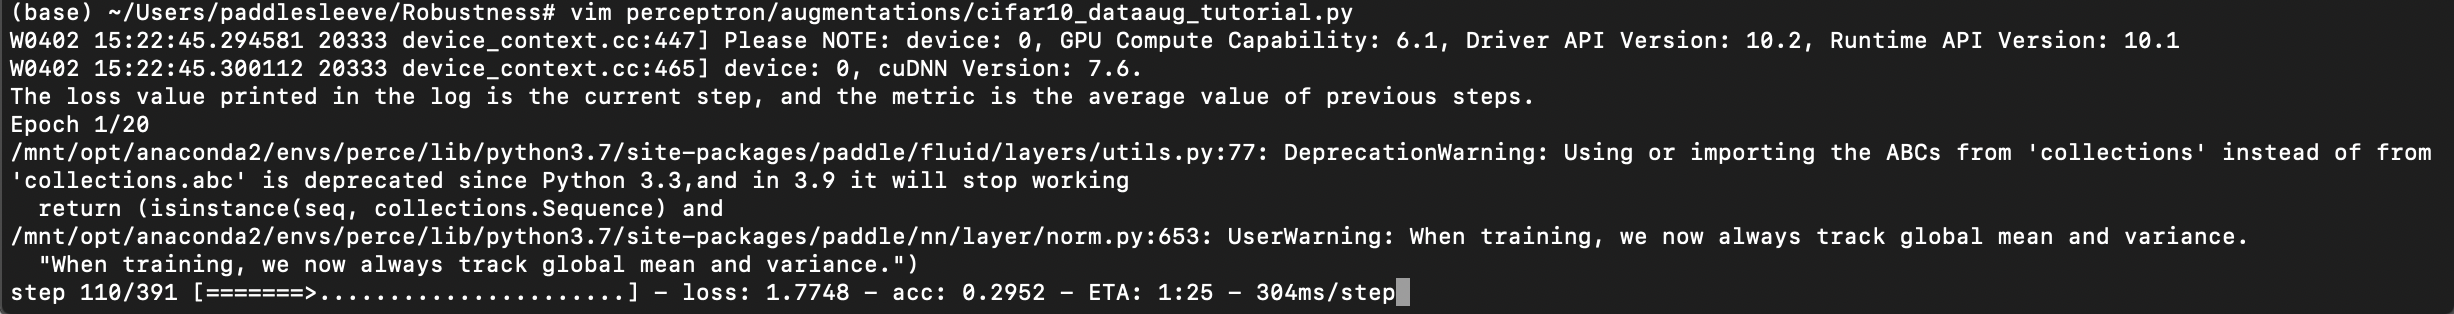 (base) ~/Users/paddlesleeve/Robustness# vim perceptron/augmentations/cifar10_dataaug_tutorial.py
W0402 15:22:45.294581 20333 device_context.cc:447] Please NOTE: device: 0, GPU Compute Capability: 6.1, Driver API Version: 10.2, Runtime API Version: 10.1
W0402 15:22:45.300112 20333 device_context.cc:465] device: 0, cuDNN Version: 7.6.
The loss value printed in the log is the current step, and the metric is the average value of previous steps.
Epoch 1/20
/mnt/opt/anaconda2/envs/perce/lib/python3.7/site-packages/paddle/fluid/layers/utils.py:77: DeprecationWarning: Using or importing the ABCs from 'collections' instead of from
'collections.abc' is deprecated since Python 3.3,and in 3.9 it will stop working
  return (isinstance(seq, collections.Sequence) and
/mnt/opt/anaconda2/envs/perce/lib/python3.7/site-packages/paddle/nn/layer/norm.py:653: UserWarning: When training, we now always track global mean and variance.
  "When training, we now always track global mean and variance.")
step 110/391 [=======>......................] - loss: 1.7748 - acc: 0.2952 - ETA: 1:25 - 304ms/step